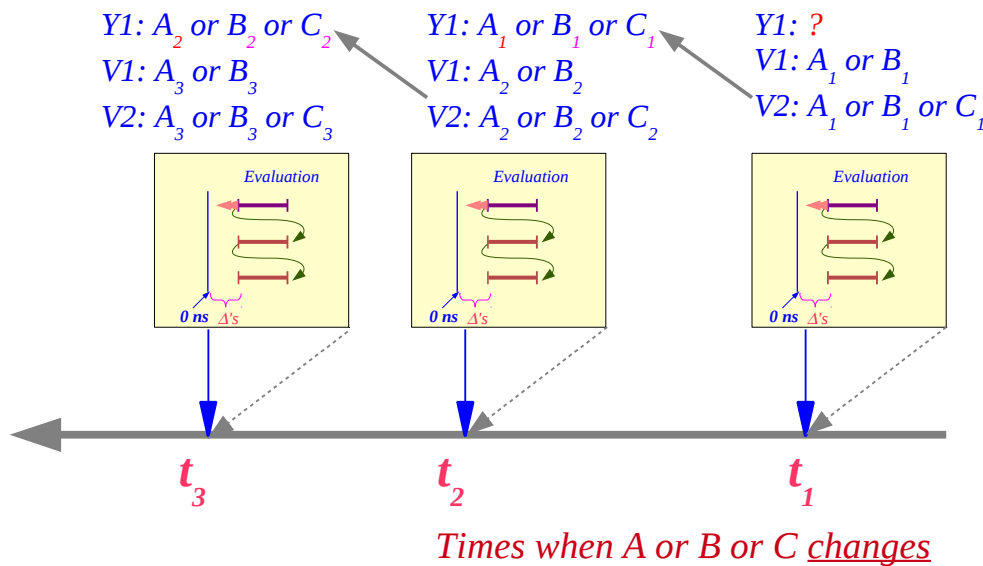 Y1: A₂ or B₂ or C₂
V1: A₃ or B₃
V2: A₃ or B₃ or C₃
Y1: A₁ or B₁ or C₁
V1: A₂ or B₂
V2: A₂ or B₂ or C₂
Y1: ?
V1: A₁ or B₁
V2: A₁ or B₁ or C₁
Evaluation
0 ns Δ's
Evaluation
0 ns Δ's
Evaluation
0 ns Δ's
t₃
t₂
t₁
Times when A or B or C changes